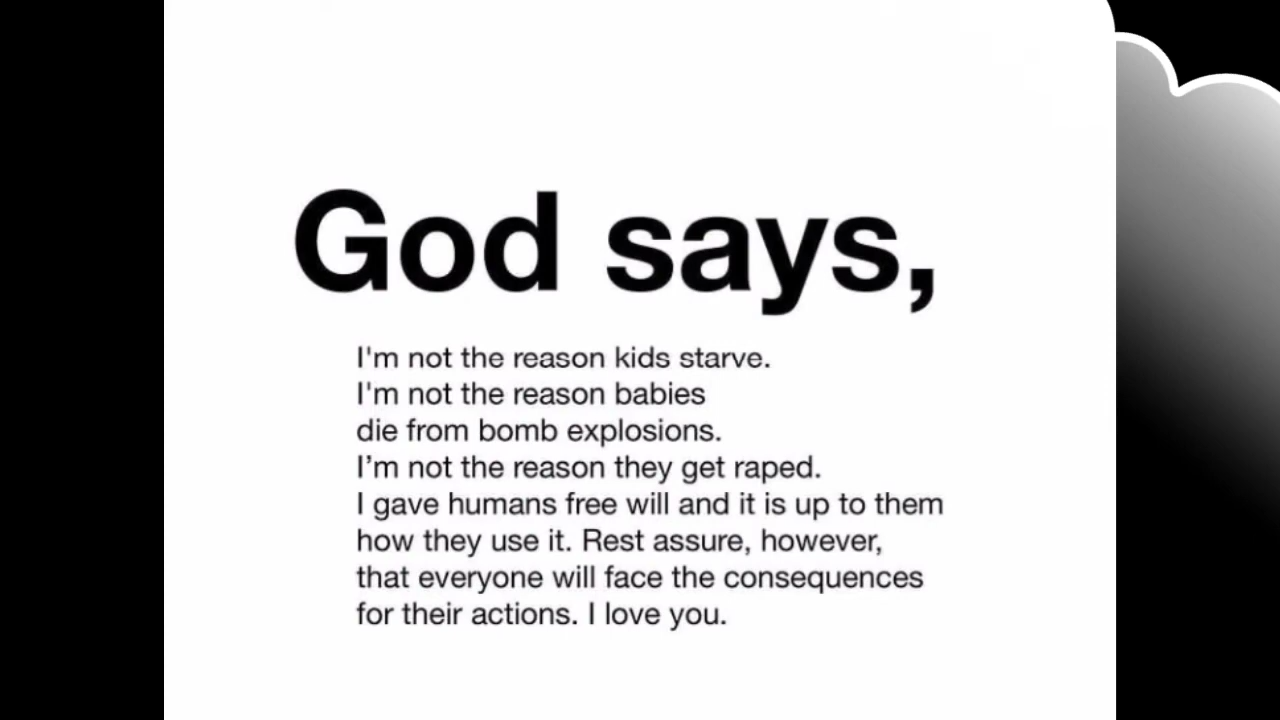 God says,
I'm not the reason kids starve.
I'm not the reason babies
die from bomb explosions.
I’m not the reason they get raped.
I gave humans free will and it is up to them
how they use it. Rest assure, however,
that everyone will face the consequences
for their actions. I love you.